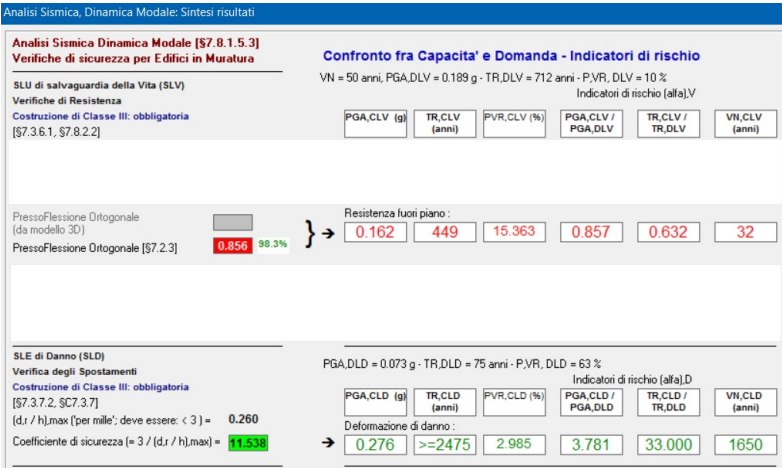 Analisi Sismica, Dinamica Modale: Sintesi risultati
Analisi Sismica Dinamica Modale [§7.8.1.5.3]
Verifiche di sicurezza per Edifici in Muratura
Confronto fra Capacita' e Domanda - Indicatori di rischio
SLU di salvaguardia della Vita (SLV)
Verifiche di Resistenza
Costruzione di Classe III: obbligatoria
[§7.3.6.1, §7.8.2.2]
VN = 50 anni, PGA,DLV = 0.189 g - TR,DLV = 712 anni - P,VR, DLV = 10 %
Indicatori di rischio (alfa),V
PGA,CLV (g) TR,CLV (anni) PVR,CLV (%) PGA,CLV / PGA,DLV TR,CLV / TR,DLV VN,CLV (anni)
PressoFlessione Ortogonale
(da modello 3D)
PressoFlessione Ortogonale [§7.2.3] 0.856 98.3%
Resistenza fuori piano :
0.162 449 15.363 0.857 0.632 32
SLE di Danno (SLD)
Verifica degli Spostamenti
Costruzione di Classe III: obbligatoria
[§7.3.7.2, §C7.3.7]
(d,r / h),max ('per mille'; deve essere: < 3 ) = 0.260
Coefficiente di sicurezza (= 3 / (d,r / h),max) = 11.538
PGA,DLD = 0.073 g - TR,DLD = 75 anni - P,VR, DLD = 63 %
Indicatori di rischio (alfa),D
PGA,CLD (g) TR,CLD (anni) PVR,CLD (%) PGA,CLD / PGA,DLD TR,CLD / TR,DLD VN,CLD (anni)
Deformazione di danno :
0.276 >=2475 2.985 3.781 33.000 1650